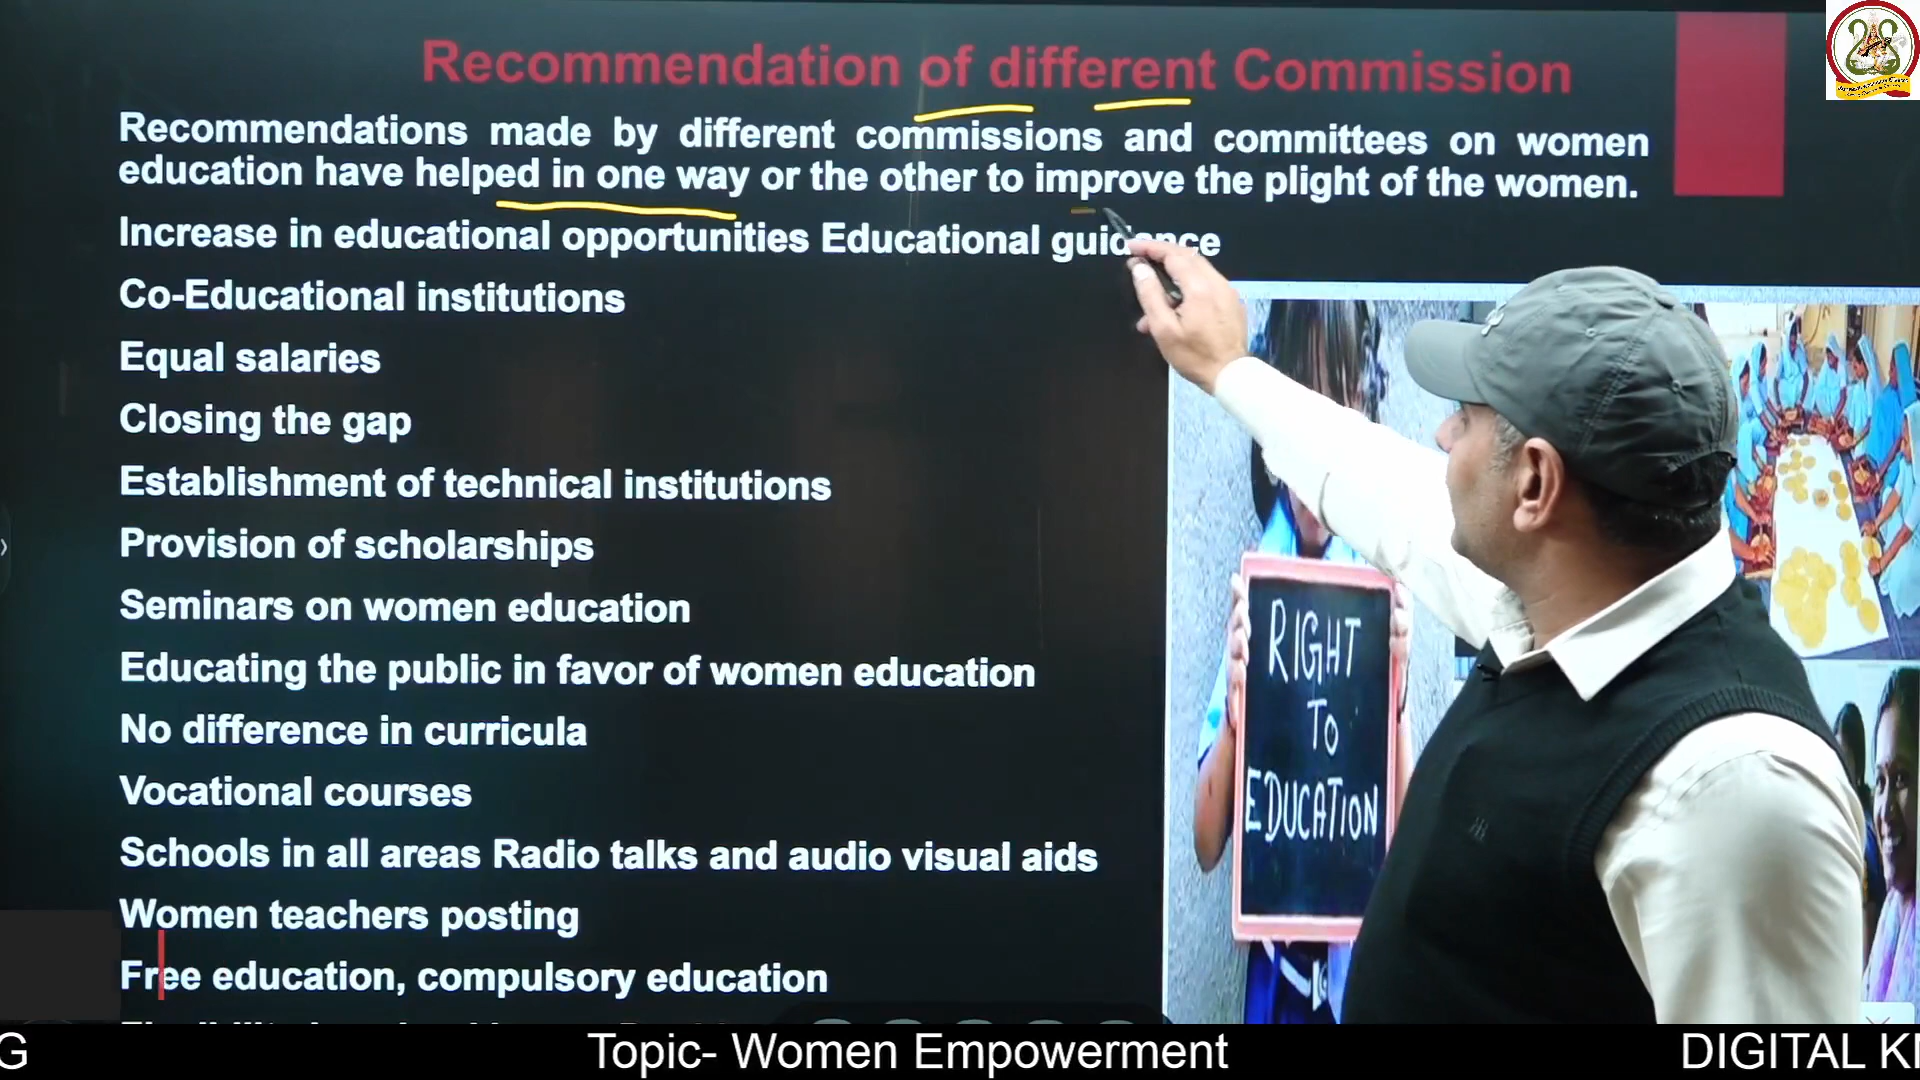 Recommendation of different Commission
Recommendations made by different commissions and committees on women
education have helped in one way or the other to improve the plight of the women.
Increase in educational opportunities Educational guidance
Co-Educational institutions
Equal salaries
Closing the gap
Establishment of technical institutions
Provision of scholarships
Seminars on women education
Educating the public in favor of women education
No difference in curricula
Vocational courses
Schools in all areas Radio talks and audio visual aids
Women teachers posting
Free education, compulsory education
RIGHT
TO
EDUCATION
G Topic- Women Empowerment DIGITAL